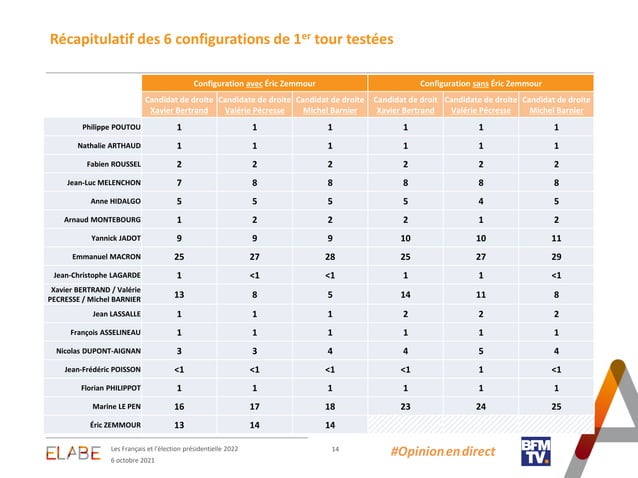 Récapitulatif des 6 configurations de 1er tour testées
Configuration avec Éric Zemmour Configuration sans Éric Zemmour
Candidat de droite Candidate de droite Candidat de droite Candidat de droit Candidate de droite Candidat de droite
Xavier Bertrand Valérie Pécresse Michel Barnier Xavier Bertrand Valérie Pécresse Michel Barnier
Philippe POUTOU 1 1 1 1 1 1
Nathalie ARTHAUD 1 1 1 1 1 1
Fabien ROUSSEL 2 2 2 2 2 2
Jean-Luc MELENCHON 7 8 8 8 8 8
Anne HIDALGO 5 5 5 5 4 5
Arnaud MONTEBOURG 1 2 2 2 1 2
Yannick JADOT 9 9 9 10 10 11
Emmanuel MACRON 25 27 28 25 27 29
Jean-Christophe LAGARDE 1 <1 <1 1 1 <1
Xavier BERTRAND / Valérie
PECRESSE / Michel BARNIER 13 8 5 14 11 8
Jean LASSALLE 1 1 1 2 2 2
François ASSELINEAU 1 1 1 1 1 1
Nicolas DUPONT-AIGNAN 3 3 4 4 5 4
Jean-Frédéric POISSON <1 <1 <1 <1 1 <1
Florian PHILIPPOT 1 1 1 1 1 1
Marine LE PEN 16 17 18 23 24 25
Éric ZEMMOUR 13 14 14
ELABE
Les Français et l'élection présidentielle 2022
6 octobre 2021
14
#Opinion en direct
BFM
TV.